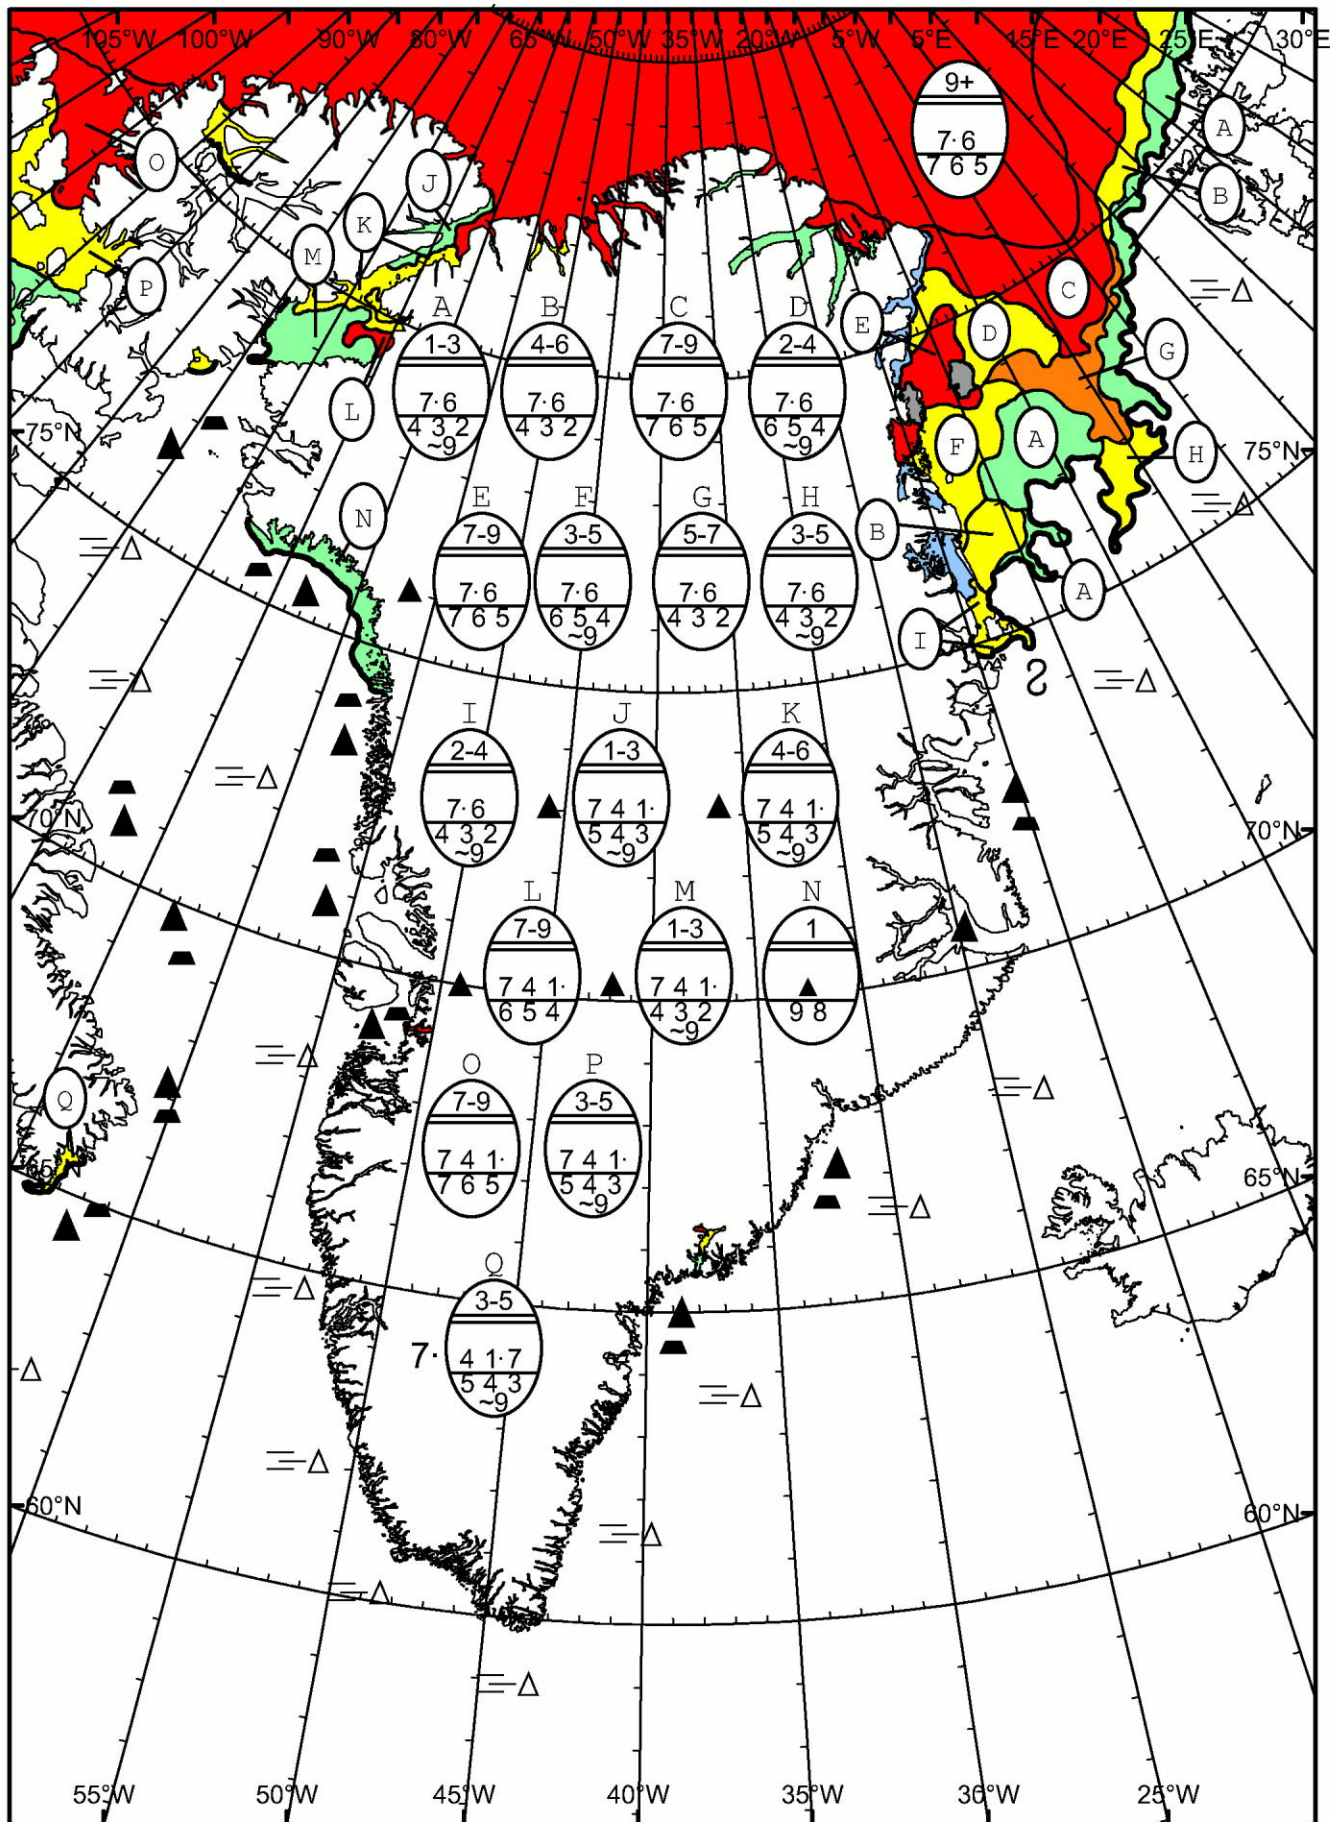 105°W 100°W 90°W 80°W 65°W 50°W 35°W 20°W 5°W 5°E 15°E 20°E 25°E 30°E
9+
7·6
7 6 5
A
O
B
J
K
M
P
C
E
D
G
L
75°N
75°N
F
A
H
N
B
A
I
A B C D
1-3 4-6 7-9 2-4
7·6 7·6 7·6 7·6
4 3 2 4 3 2 7 6 5 6 5 4
~9 ~9
E F G H
7-9 3-5 5-7 3-5
7·6 7·6 7·6 7·6
7 6 5 6 5 4 4 3 2 4 3 2
~9 ~9
I J K
2-4 1-3 4-6
7·6 7 4 1· 7 4 1·
4 3 2 5 4 3 5 4 3
~9 ~9 ~9
70°N
70°N
L M N
7-9 1-3 1
7 4 1· 7 4 1·
6 5 4 4 3 2 9 8
~9
O P
7-9 3-5
7 4 1· 7 4 1·
7 6 5 5 4 3
~9
Q
65°N
65°N
Q
3-5
7· 4 1·7
5 4 3
~9
60°N
60°N
55°W 50°W 45°W 40°W 35°W 30°W 25°W